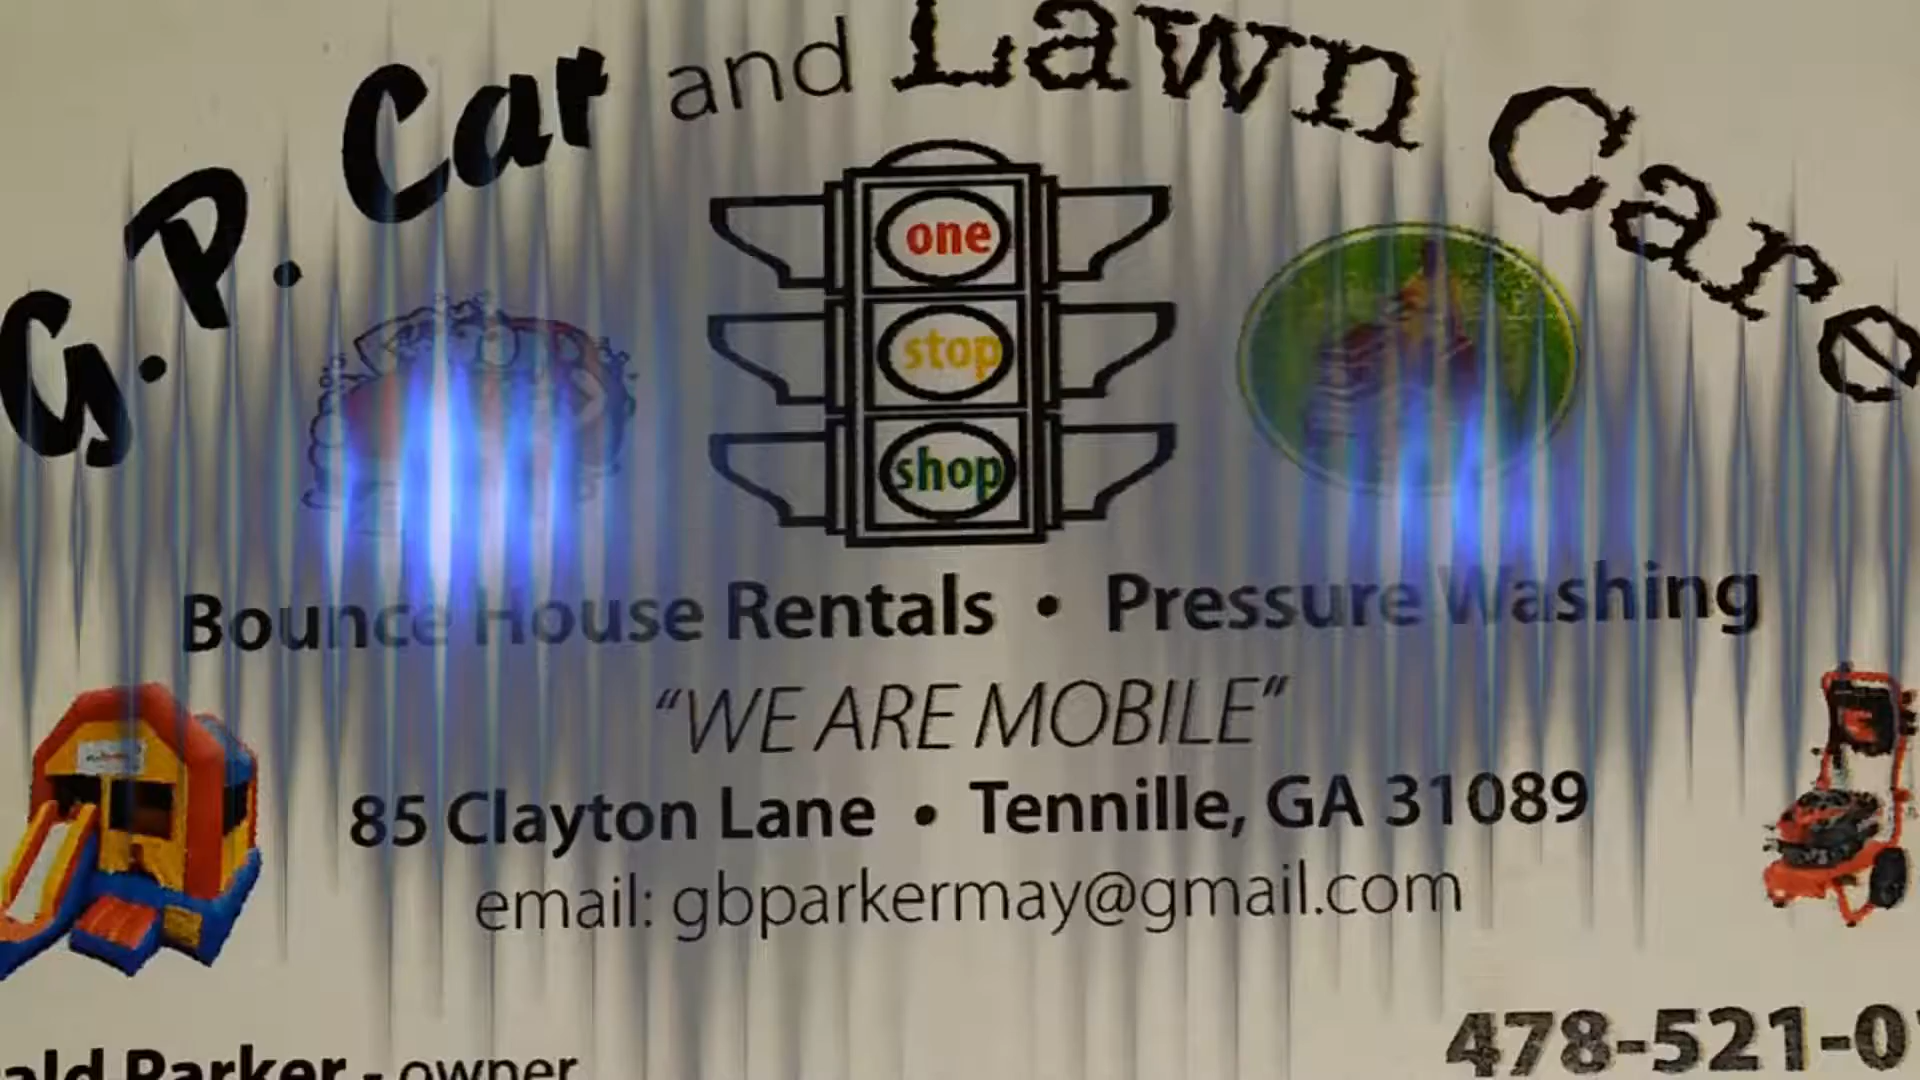 G.P. Car and Lawn Care
one
stop
shop
Bounce House Rentals • Pressure Washing
“WE ARE MOBILE”
85 Clayton Lane • Tennille, GA 31089
email: gbparkermay@gmail.com
478-521-0
ald Parker - owner